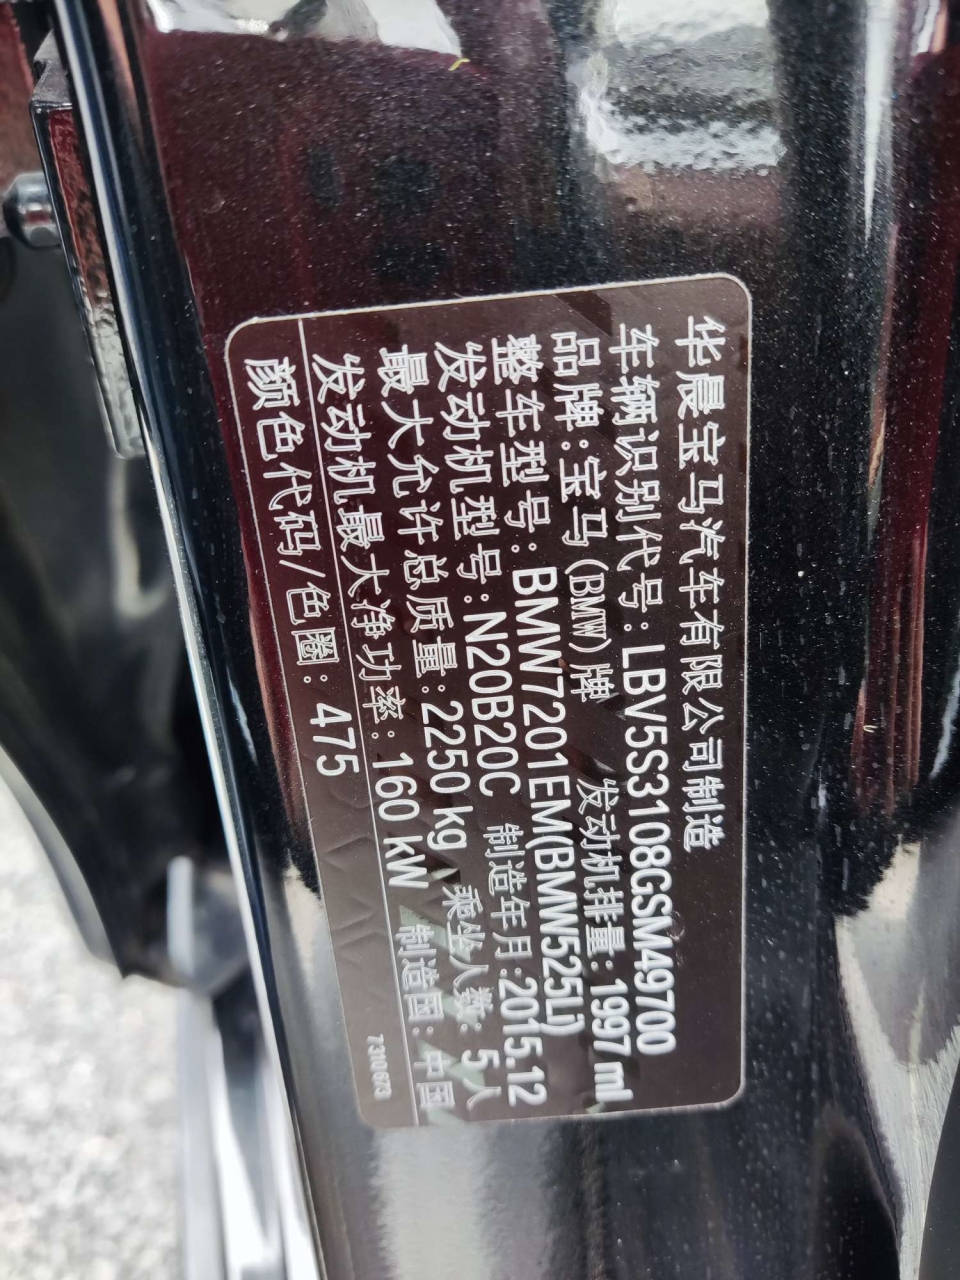 华晨宝马汽车有限公司制造
车辆识别代号：LBV5S3108GSM49700
品牌：宝马(BMW)牌 发动机排量：1997 ml
整车型号：BMW7201EM(BMW525Li)
发动机型号：N20B20C 制造年月：2015.12
最大允许总质量：2250 kg 乘坐人数：5人
发动机最大净功率：160 kW 制造国：中国
颜色代码/色圈：475
7310673